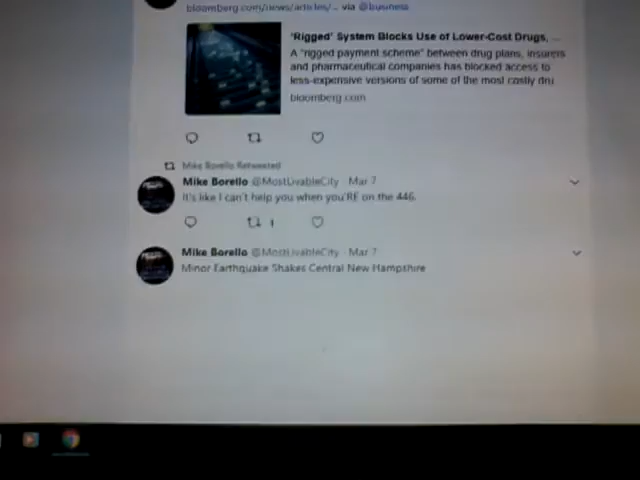 bloomberg.com/news/articles/... via @business
'Rigged' System Blocks Use of Lower-Cost Drugs, ...
A "rigged payment scheme" between drug plans, insurers
and pharmaceutical companies has blocked access to
less-expensive versions of some of the most costly dru
bloomberg.com
Mike Borello Retweeted
Mike Borello @MostLivableCity · Mar 7
It's like I can't help you when you'RE on the 446.
1
Mike Borello @MostLivableCity · Mar 7
Minor Earthquake Shakes Central New Hampshire